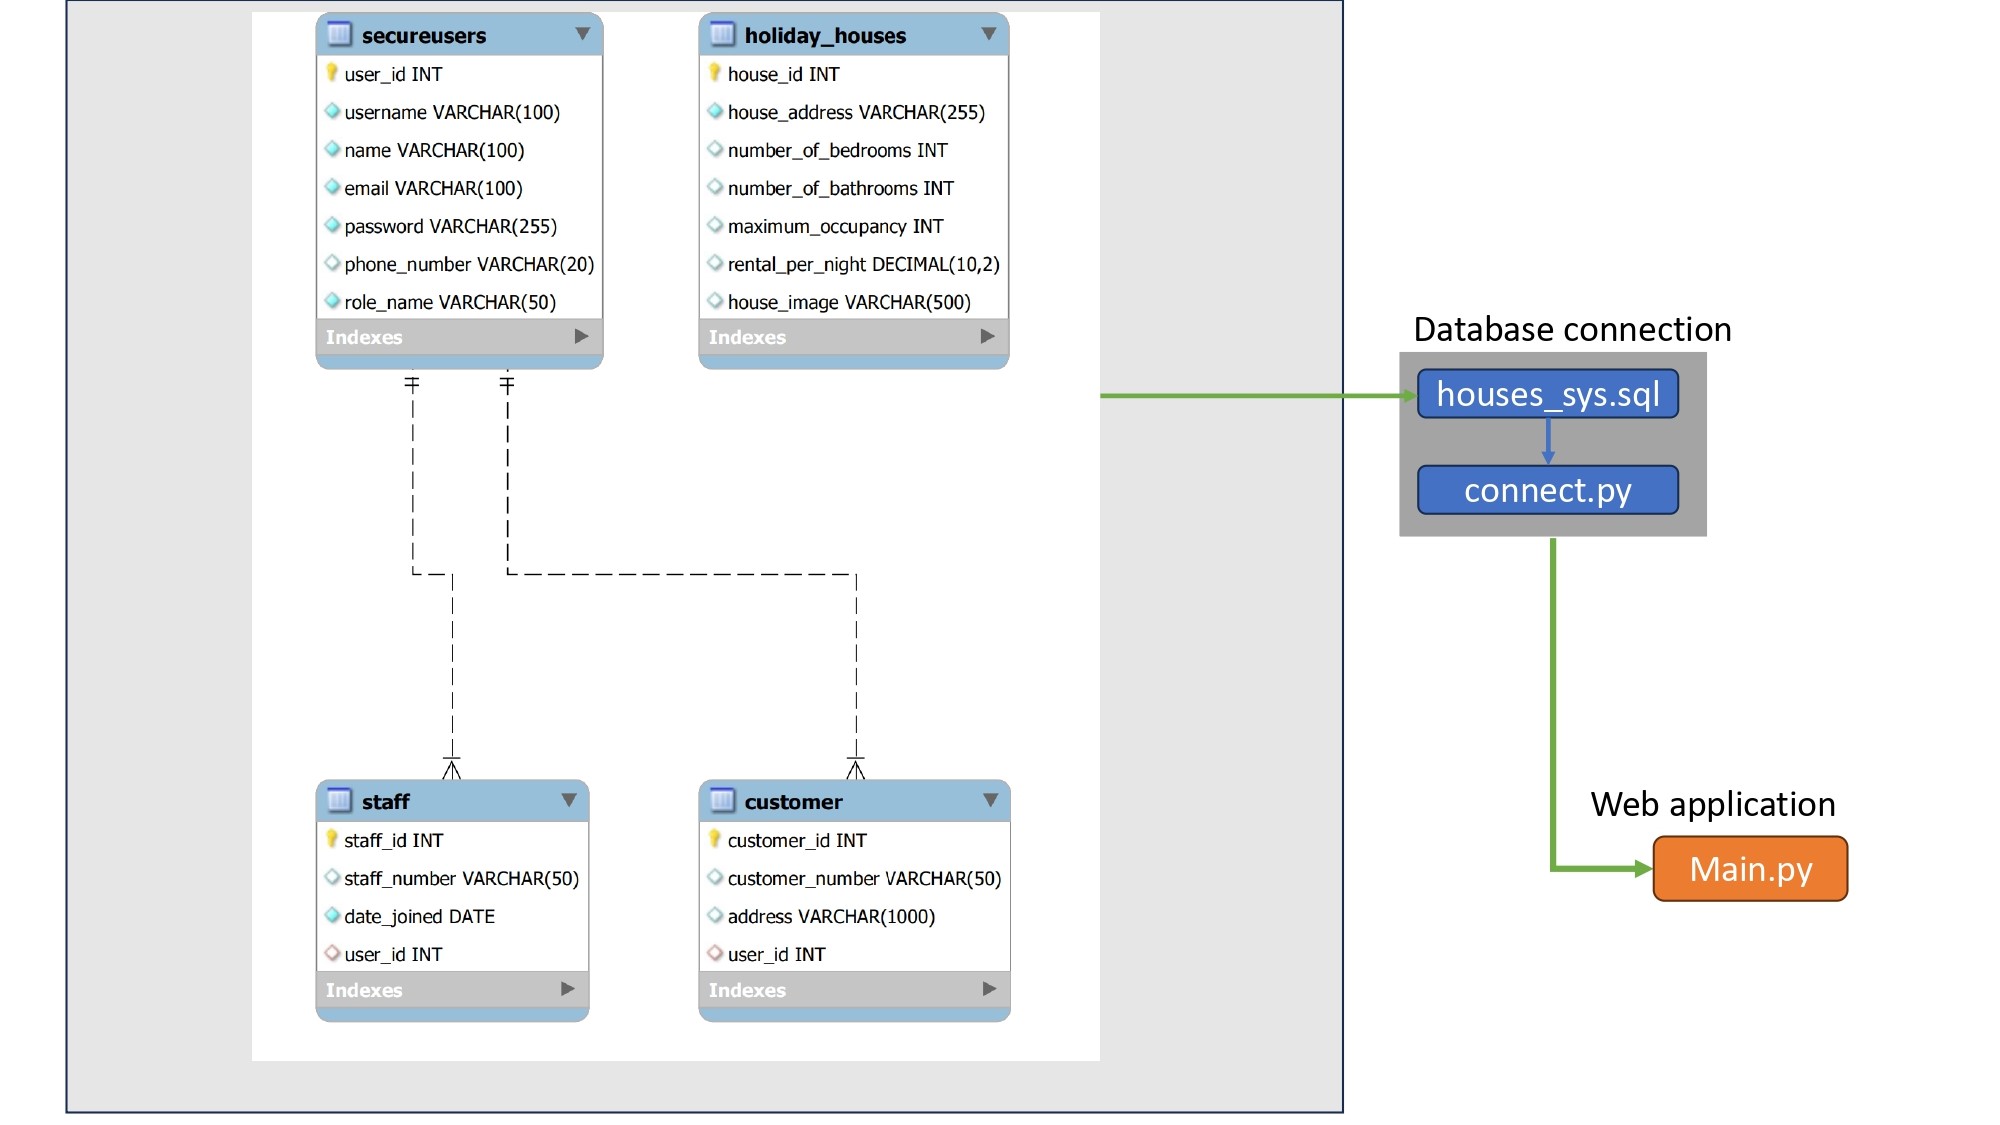 secureusers
user_id INT
username VARCHAR(100)
name VARCHAR(100)
email VARCHAR(100)
password VARCHAR(255)
phone_number VARCHAR(20)
role_name VARCHAR(50)
Indexes
holiday_houses
house_id INT
house_address VARCHAR(255)
number_of_bedrooms INT
number_of_bathrooms INT
maximum_occupancy INT
rental_per_night DECIMAL(10,2)
house_image VARCHAR(500)
Indexes
staff
staff_id INT
staff_number VARCHAR(50)
date_joined DATE
user_id INT
Indexes
customer
customer_id INT
customer_number VARCHAR(50)
address VARCHAR(1000)
user_id INT
Indexes
Database connection
houses_sys.sql
connect.py
Web application
Main.py